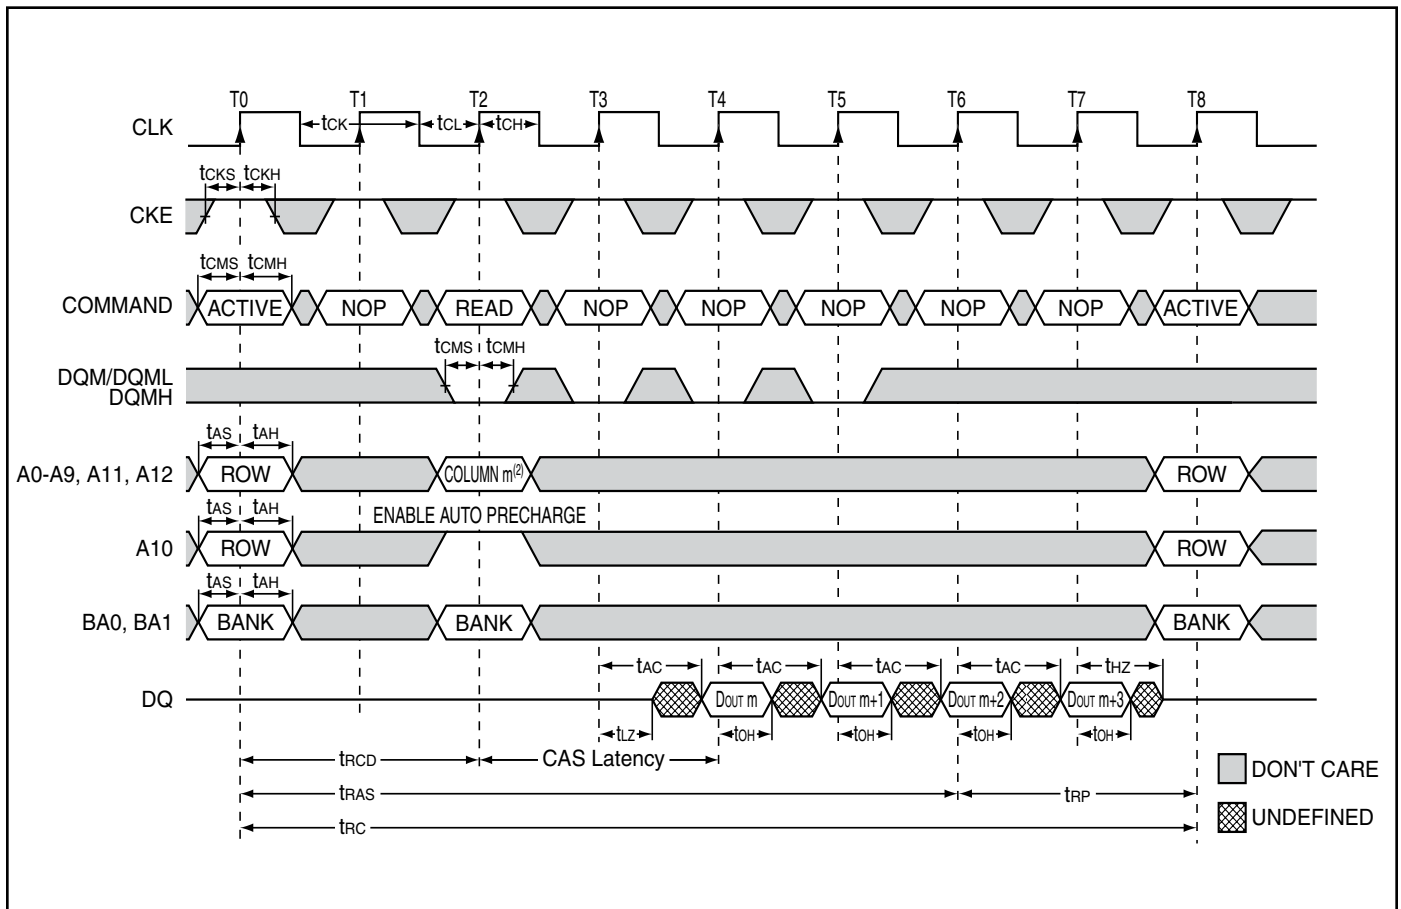 T0 T1 T2 T3 T4 T5 T6 T7 T8
CLK tCK tCL tCH
tCKS tCKH
CKE
tCMS tCMH
COMMAND ACTIVE NOP READ NOP NOP NOP NOP NOP ACTIVE
tCMS tCMH
DQM/DQML
DQMH
tAS tAH
A0-A9, A11, A12 ROW COLUMN m(2) ROW
tAS tAH ENABLE AUTO PRECHARGE
A10 ROW ROW
tAS tAH
BA0, BA1 BANK BANK BANK
tAC tAC tAC tAC tHZ
DQ DOUT m DOUT m+1 DOUT m+2 DOUT m+3
tLZ tOH tOH tOH tOH
tRCD CAS Latency
DON'T CARE
tRAS tRP
UNDEFINED
tRC